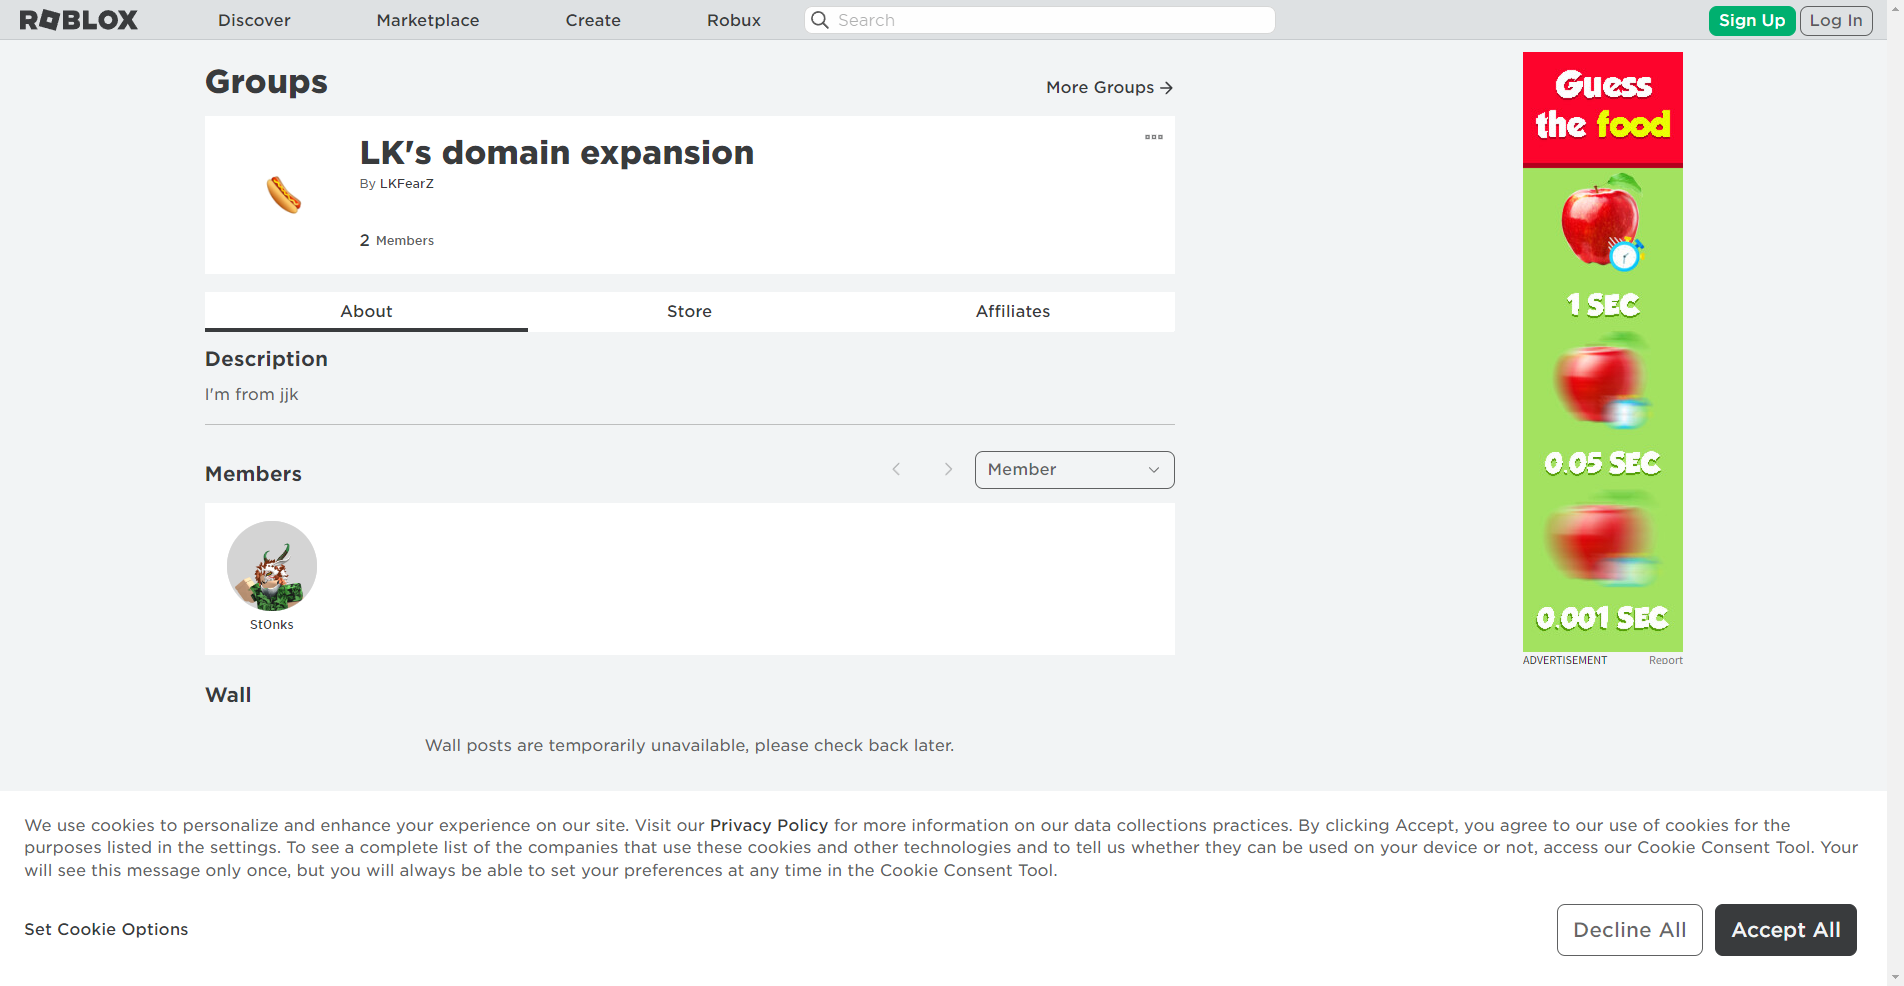 ROBLOX
Discover
Marketplace
Create
Robux
Search
Sign Up
Log In
Groups
More Groups
LK's domain expansion
By LKFearZ
2 Members
About
Store
Affiliates
Description
I'm from jjk
Members
Member
St0nks
Wall
Wall posts are temporarily unavailable, please check back later.
Guess
the food
1 SEC
0.05 SEC
0.001 SEC
ADVERTISEMENT
Report
We use cookies to personalize and enhance your experience on our site. Visit our Privacy Policy for more information on our data collections practices. By clicking Accept, you agree to our use of cookies for the
purposes listed in the settings. To see a complete list of the companies that use these cookies and other technologies and to tell us whether they can be used on your device or not, access our Cookie Consent Tool. Your
will see this message only once, but you will always be able to set your preferences at any time in the Cookie Consent Tool.
Set Cookie Options
Decline All
Accept All